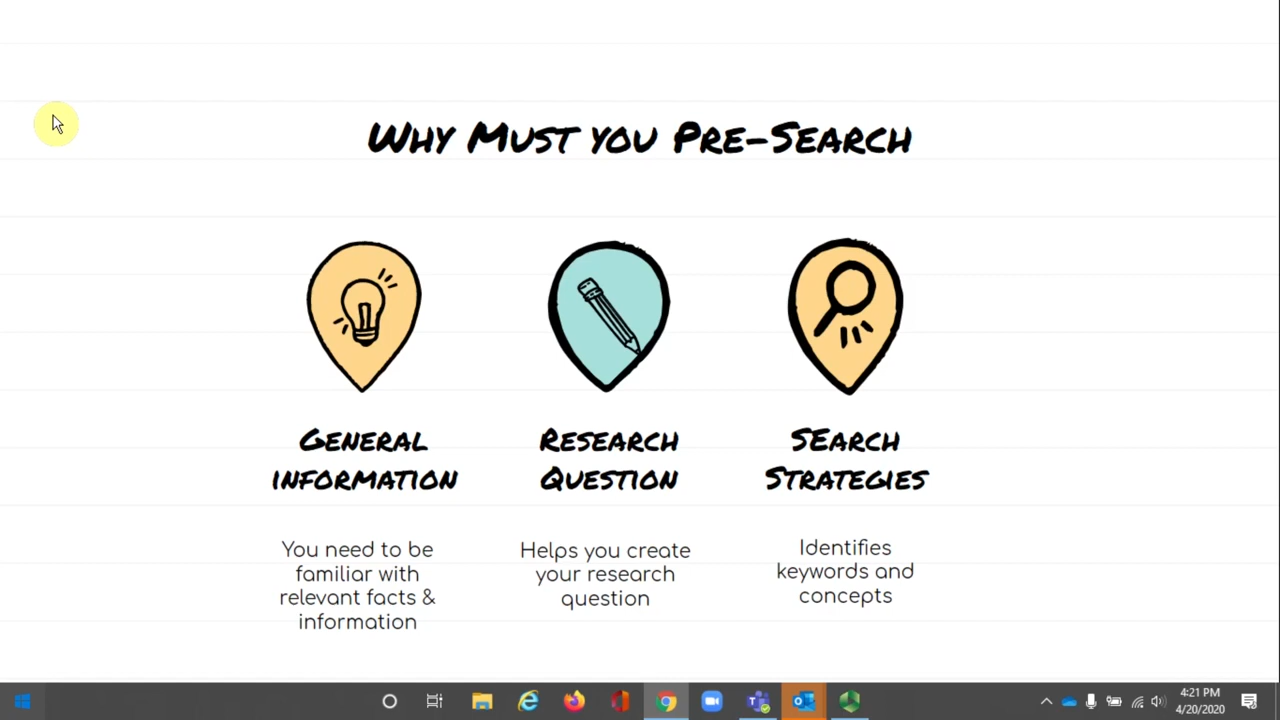 Why Must you Pre-Search
General
information
Research
Question
SEarch
Strategies
You need to be
familiar with
relevant facts &
information
Helps you create
your research
question
Identifies
keywords and
concepts
4:21 PM
4/20/2020